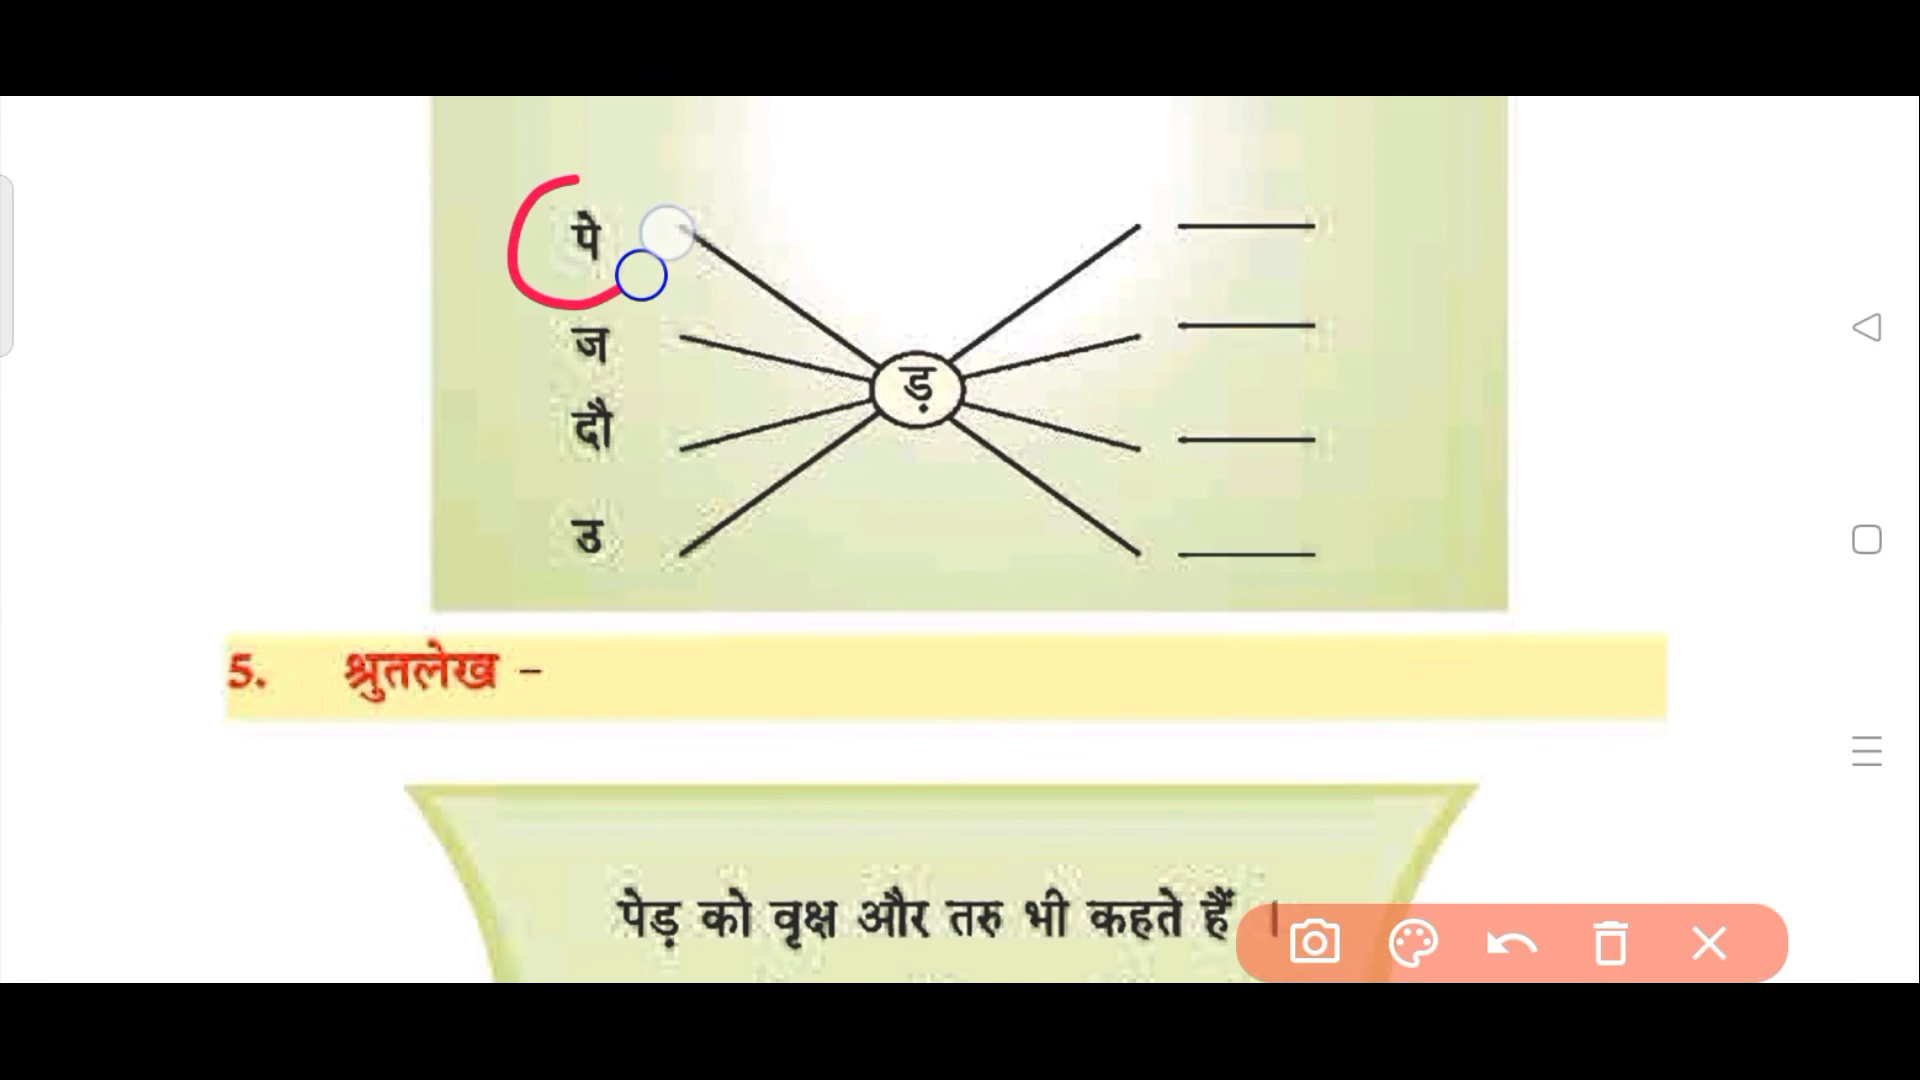 पे
ज
ड़
दौ
उ
5. श्रुतलेख –
पेड़ को वृक्ष और तरु भी कहते हैं ।